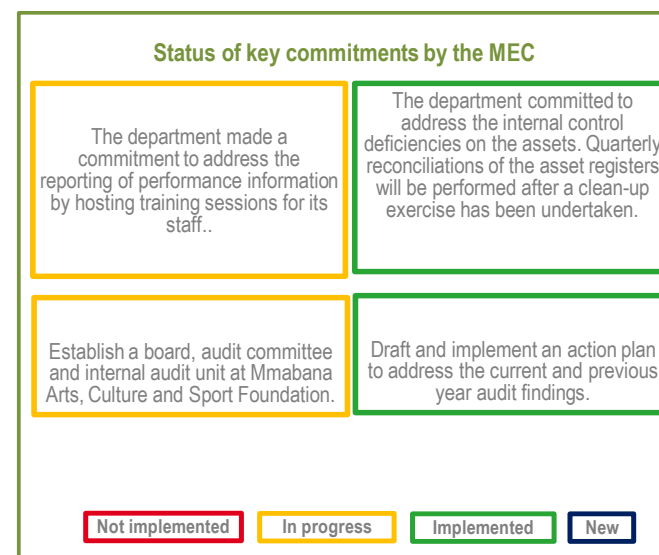 Status of key commitments by the MEC
The department made a
commitment to address the
reporting of performance information
by hosting training sessions for its
staff..
The department committed to
address the internal control
deficiencies on the assets. Quarterly
reconciliations of the asset registers
will be performed after a clean-up
exercise has been undertaken.
Establish a board, audit committee
and internal audit unit at Mmabana
Arts, Culture and Sport Foundation.
Draft and implement an action plan
to address the current and previous
year audit findings.
Not implemented
In progress
Implemented
New